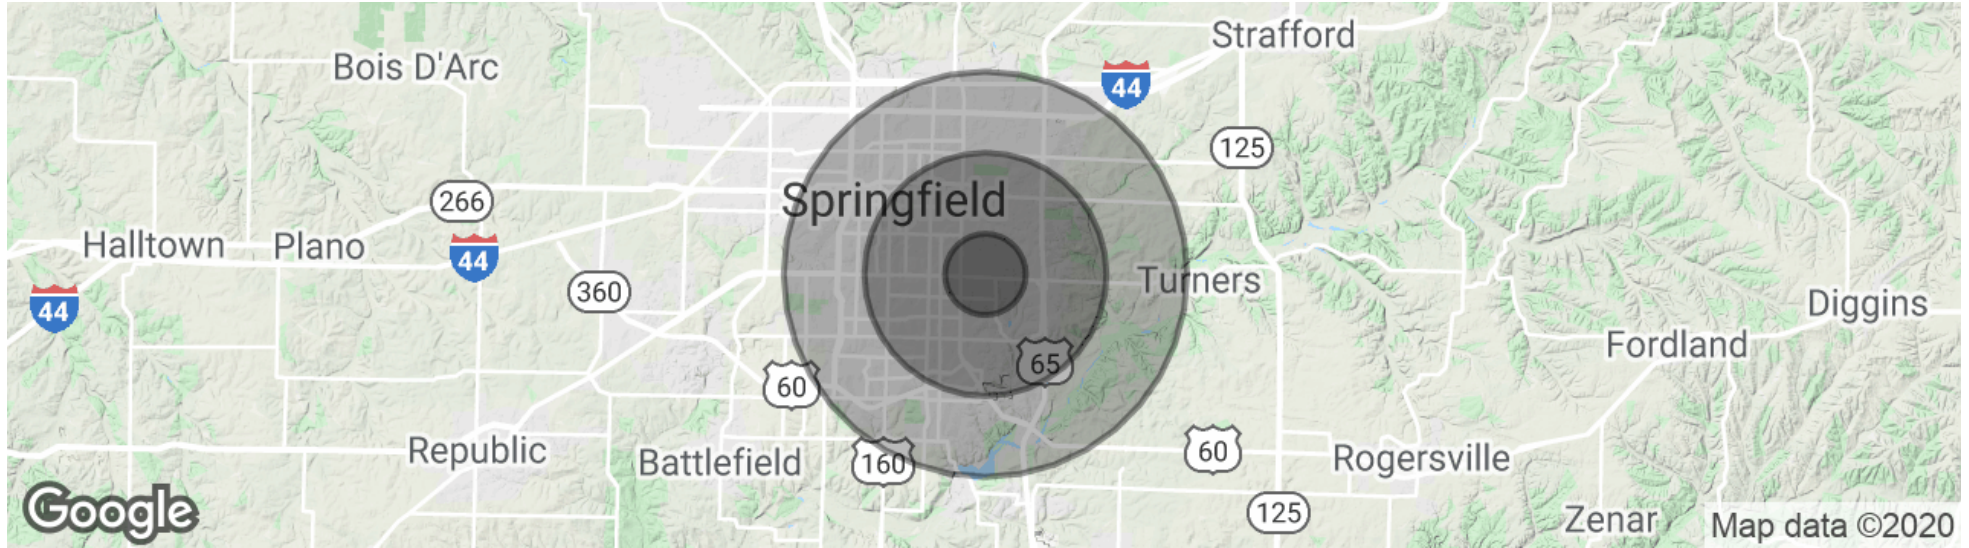 Strafford
Bois D'Arc
44
125
266
Springfield
Halltown
Plano
44
360
Turners
44
Diggins
Fordland
65
60
Republic
Battlefield
160
60
Rogersville
125
Zenar
Google
Map data ©2020